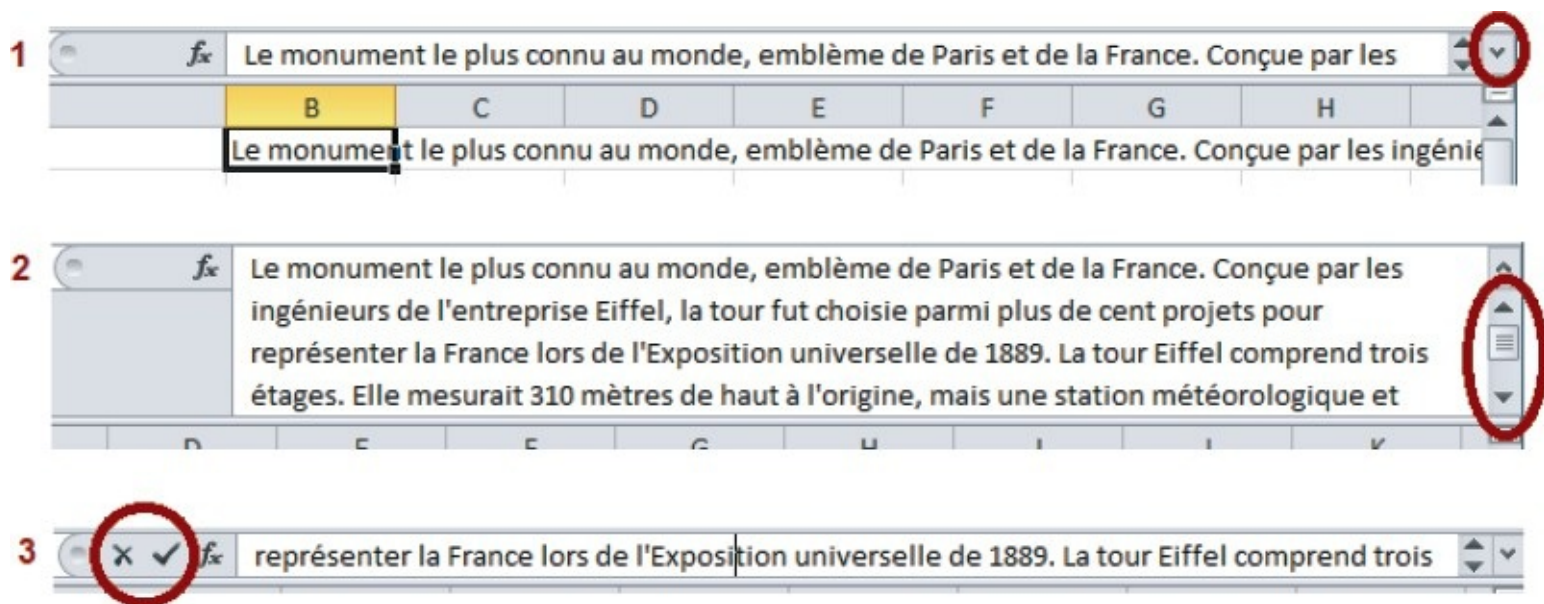 1 fx Le monument le plus connu au monde, emblème de Paris et de la France. Conçue par les
B C D E F G H
Le monument le plus connu au monde, emblème de Paris et de la France. Conçue par les ingénie
2 fx Le monument le plus connu au monde, emblème de Paris et de la France. Conçue par les
ingénieurs de l'entreprise Eiffel, la tour fut choisie parmi plus de cent projets pour
représenter la France lors de l'Exposition universelle de 1889. La tour Eiffel comprend trois
étages. Elle mesurait 310 mètres de haut à l'origine, mais une station météorologique et
D E F G H I J K
3 fx représenter la France lors de l'Exposition universelle de 1889. La tour Eiffel comprend trois